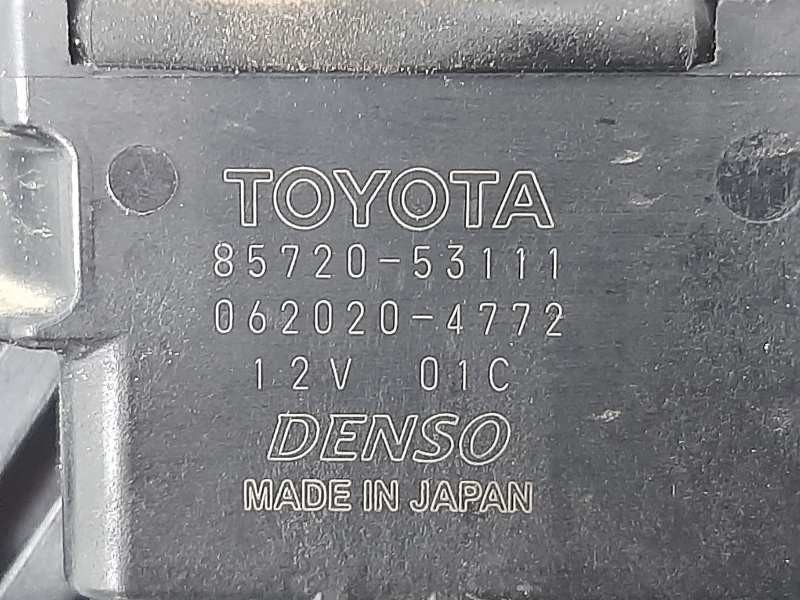 TOYOTA
85720-53111
062020-4772
12V 01C
DENSO
MADE IN JAPAN